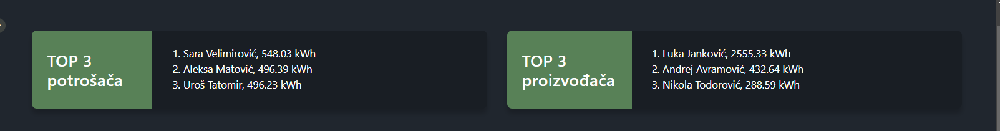 TOP 3
potrošača
1. Sara Velimirović, 548.03 kWh
2. Aleksa Matović, 496.39 kWh
3. Uroš Tatomir, 496.23 kWh
TOP 3
proizvođača
1. Luka Janković, 2555.33 kWh
2. Andrej Avramović, 432.64 kWh
3. Nikola Todorović, 288.59 kWh